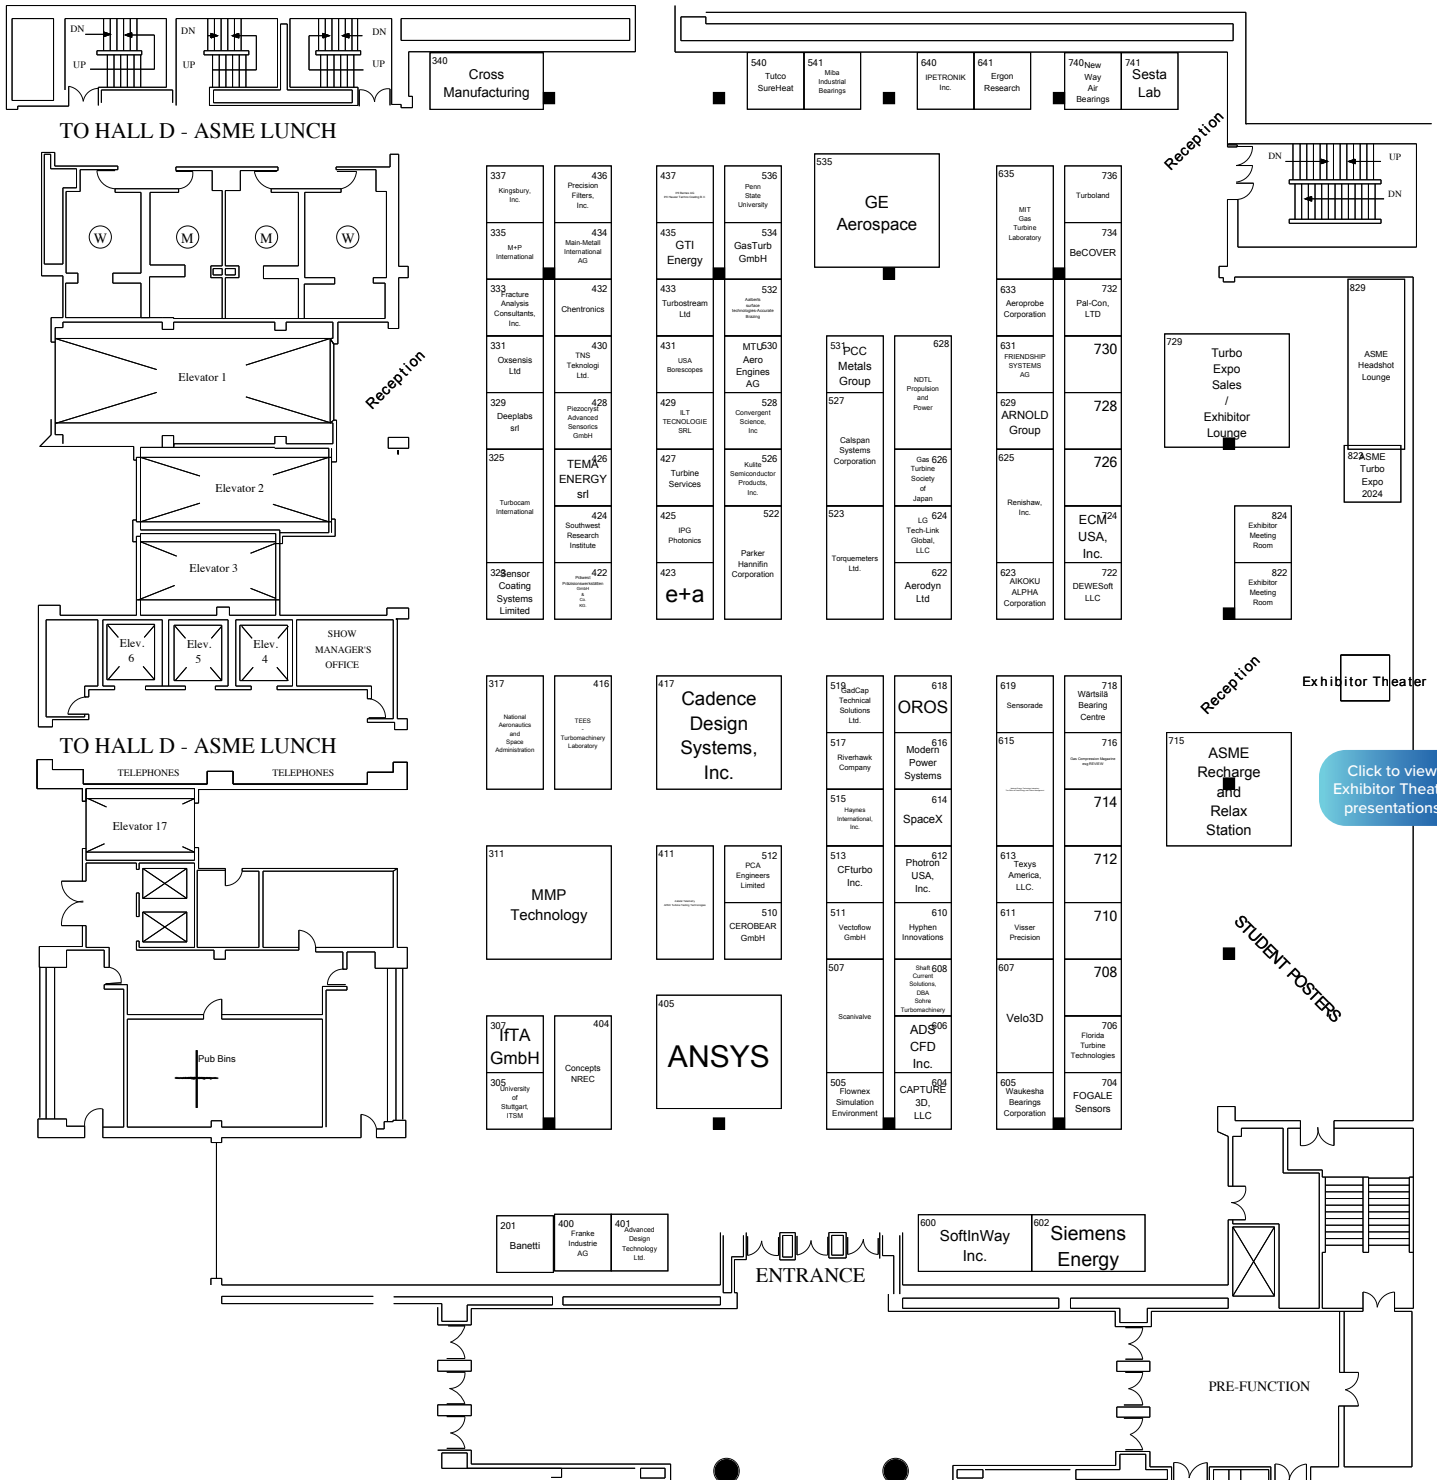 DN
UP
DN
UP
DN
UP
340
Cross
Manufacturing
540
Tutco
SureHeat
541
Miba
Industrial
Bearings
640
IPETRONIK
Inc.
641
Ergon
Research
740
New
Way
Air
Bearings
741
Sesta
Lab
TO HALL D - ASME LUNCH
Reception
DN
UP
DN
W
M
M
W
337
Kingsbury,
Inc.
436
Precision
Filters,
Inc.
437
536
Penn
State
University
535
GE
Aerospace
635
MIT
Gas
Turbine
Laboratory
736
Turboland
335
M+P
International
434
Main-Metall
International
AG
435
GTI
Energy
534
GasTurb
GmbH
734
BeCOVER
333
Fracture
Analysis
Consultants,
Inc.
432
Chentronics
433
Turbostream
Ltd
532
633
Aeroprobe
Corporation
732
Pal-Con,
LTD
829
ASME
Headshot
Lounge
Elevator 1
Reception
331
Oxsensis
Ltd
430
TNS
Teknologi
Ltd.
431
USA
Borescopes
530
MTU
Aero
Engines
AG
531
PCC
Metals
Group
628
NDTL
Propulsion
and
Power
631
FRIENDSHIP
SYSTEMS
AG
730
729
Turbo
Expo
Sales
/
Exhibitor
Lounge
329
Deeplabs
srl
428
Piezocryst
Advanced
Sensorics
GmbH
429
ILT
TECNOLOGIE
SRL
528
Convergent
Science,
Inc
527
Calspan
Systems
Corporation
629
ARNOLD
Group
728
Elevator 2
325
Turbocam
International
426
TEMA
ENERGY
srl
427
Turbine
Services
526
Kulite
Semiconductor
Products,
Inc.
626
Gas
Turbine
Society
of
Japan
625
Renishaw,
Inc.
726
ASME
Turbo
Expo
2024
424
Southwest
Research
Institute
425
IPG
Photonics
522
Parker
Hannifin
Corporation
523
Torquemeters
Ltd.
624
LG
Tech-Link
Global,
LLC
724
ECM
USA,
Inc.
824
Exhibitor
Meeting
Room
Elevator 3
Sensor
Coating
Systems
Limited
422
423
e+a
622
Aerodyn
Ltd
623
AIKOKU
ALPHA
Corporation
722
DEWESoft
LLC
822
Exhibitor
Meeting
Room
Elev.
6
Elev.
5
Elev.
4
SHOW
MANAGER'S
OFFICE
317
National
Aeronautics
and
Space
Administration
416
TEES
-
Turbomachinery
Laboratory
417
Cadence
Design
Systems,
Inc.
519
GadCap
Technical
Solutions
Ltd.
618
OROS
619
Sensorade
718
Wärtsilä
Bearing
Centre
Reception
Exhibitor Theater
TO HALL D - ASME LUNCH
517
Riverhawk
Company
616
Modern
Power
Systems
615
716
715
ASME
Recharge
and
Relax
Station
Click to view
Exhibitor Theat
presentations
TELEPHONES
TELEPHONES
Elevator 17
515
Haynes
International,
Inc.
614
SpaceX
714
311
MMP
Technology
411
512
PCA
Engineers
Limited
513
CFturbo
Inc.
612
Photron
USA,
Inc.
613
Texys
America,
LLC.
712
510
CEROBEAR
GmbH
511
Vectoflow
GmbH
610
Hyphen
Innovations
611
Visser
Precision
710
STUDENT POSTERS
405
ANSYS
507
Scanivalve
608
Shaft
Current
Solutions,
DBA
Sohre
Turbomachinery
607
Velo3D
708
307
IfTA
GmbH
404
Concepts
NREC
606
ADS
CFD
Inc.
706
Florida
Turbine
Technologies
Pub Bins
305
University
of
Stuttgart,
ITSM
505
Flownex
Simulation
Environment
604
CAPTURE
3D,
LLC
605
Waukesha
Bearings
Corporation
704
FOGALE
Sensors
201
Banetti
400
Franke
Industrie
AG
401
Advanced
Design
Technology
Ltd.
600
SoftInWay
Inc.
602
Siemens
Energy
ENTRANCE
PRE-FUNCTION